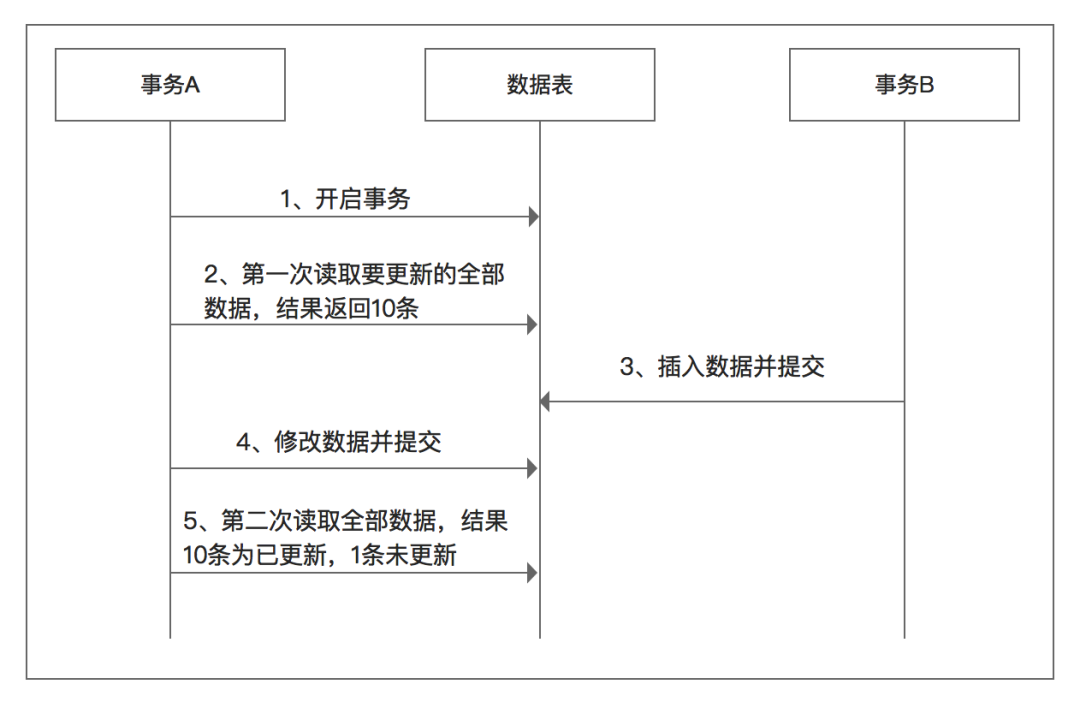 事务A
数据表
事务B
1、开启事务
2、第一次读取要更新的全部
数据，结果返回10条
3、插入数据并提交
4、修改数据并提交
5、第二次读取全部数据，结果
10条为已更新，1条未更新